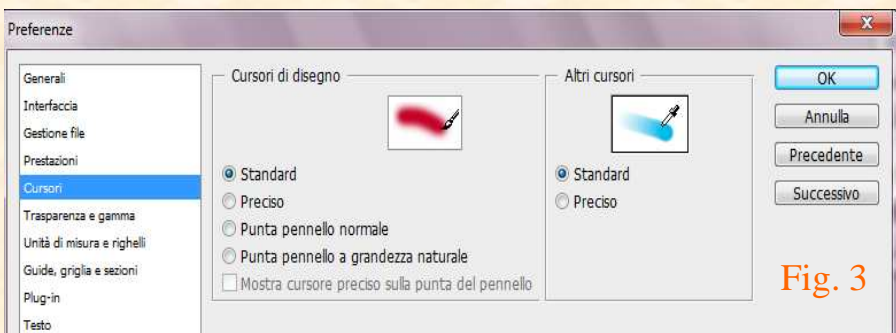 Preferenze
Generali
Interfaccia
Gestione file
Prestazioni
Cursori
Trasparenza e gamma
Unità di misura e righelli
Guide, griglia e sezioni
Plug-in
Testo
Cursori di disegno
Standard
Preciso
Punta pennello normale
Punta pennello a grandezza naturale
Mostra cursore preciso sulla punta del pennello
Altri cursori
Standard
Preciso
OK
Annulla
Precedente
Successivo
Fig. 3